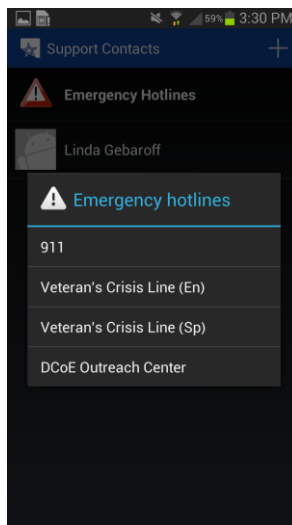 59% 3:30 PM
Support Contacts
Emergency Hotlines
Linda Gebaroff
Emergency hotlines
911
Veteran's Crisis Line (En)
Veteran's Crisis Line (Sp)
DCoE Outreach Center